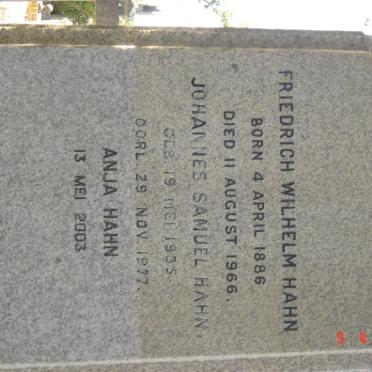 FRIEDRICH WILHELM HAHN
BORN 4 APRIL 1886
DIED 11 AUGUST 1966.
JOHANNES SAMUEL HAHN
GEB. 19 MEI 1935
OORL 29 NOV. 1977.
ANJA HAHN
13 MEI 2003